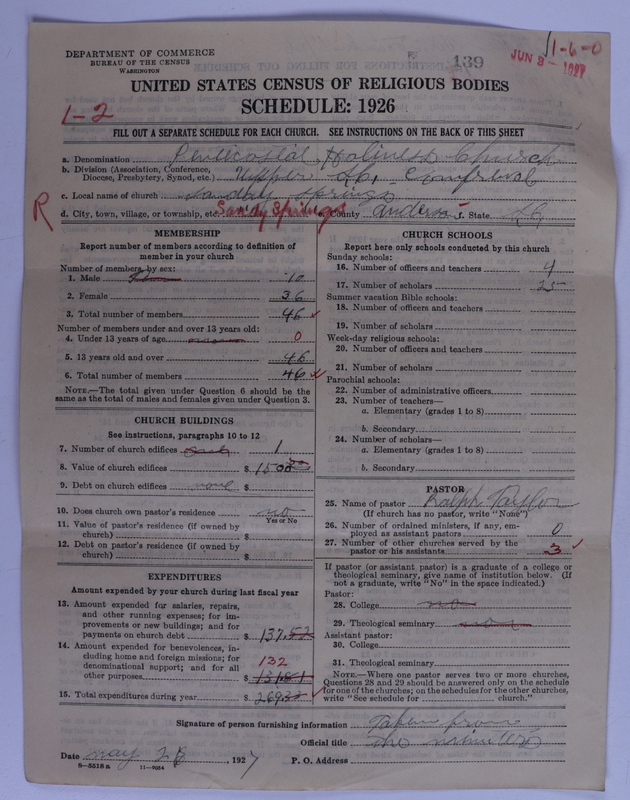 DEPARTMENT OF COMMERCE
BUREAU OF THE CENSUS
WASHINGTON
139
JUN 3 - 1927
1-6-0
UNITED STATES CENSUS OF RELIGIOUS BODIES
SCHEDULE: 1926
1-2
FILL OUT A SEPARATE SCHEDULE FOR EACH CHURCH. SEE INSTRUCTIONS ON THE BACK OF THIS SHEET
a. Denomination Pentecostal Holiness Church
b. Division (Association, Conference, Diocese, Presbytery, Synod, etc.) Upper S.C.
c. Local name of church Sandy Springs
R
d. City, town, village, or township, etc. Sandy Springs County Anderson f. State S.C.
MEMBERSHIP
Report number of members according to definition of member in your church
Number of members by sex:
1. Male 10
2. Female 36
3. Total number of members 46
Number of members under and over 13 years old:
4. Under 13 years of age 0
5. 13 years old and over 46
6. Total number of members 46
NOTE.—The total given under Question 6 should be the same as the total of males and females given under Question 3.
CHURCH BUILDINGS
See instructions, paragraphs 10 to 12
7. Number of church edifices 1
8. Value of church edifices $ 1500
9. Debt on church edifices none $
10. Does church own pastor's residence no
Yes or No
11. Value of pastor's residence (if owned by church) $
12. Debt on pastor's residence (if owned by church) $
EXPENDITURES
Amount expended by your church during last fiscal year
13. Amount expended for salaries, repairs, and other running expenses; for improvements or new buildings; and for payments on church debt $ 137.52
14. Amount expended for benevolences, including home and foreign missions; for denominational support; and for all other purposes 132 $ 131.81
15. Total expenditures during year $ 269.33
CHURCH SCHOOLS
Report here only schools conducted by this church
Sunday schools:
16. Number of officers and teachers 4
17. Number of scholars 25
Summer vacation Bible schools:
18. Number of officers and teachers
19. Number of scholars
Week-day religious schools:
20. Number of officers and teachers
21. Number of scholars
Parochial schools:
22. Number of administrative officers
23. Number of teachers—
a. Elementary (grades 1 to 8)
b. Secondary
24. Number of scholars—
a. Elementary (grades 1 to 8)
b. Secondary
PASTOR
25. Name of pastor Ralph Taylor
(If church has no pastor, write "None")
26. Number of ordained ministers, if any, employed as assistant pastors 0
27. Number of other churches served by the pastor or his assistants 3
If pastor (or assistant pastor) is a graduate of a college or theological seminary, give name of institution below. (If not a graduate, write "No" in the space indicated.)
Pastor:
28. College no
29. Theological seminary
Assistant pastor:
30. College
31. Theological seminary
NOTE.—Where one pastor serves two or more churches, Questions 28 and 29 should be answered only on the schedule for one of the churches; on the schedules for the other churches, write "See schedule for church."
Signature of person furnishing information Taken from
Official title the minutes
Date May 28, 1927 P. O. Address
8-5518 a 11-9034